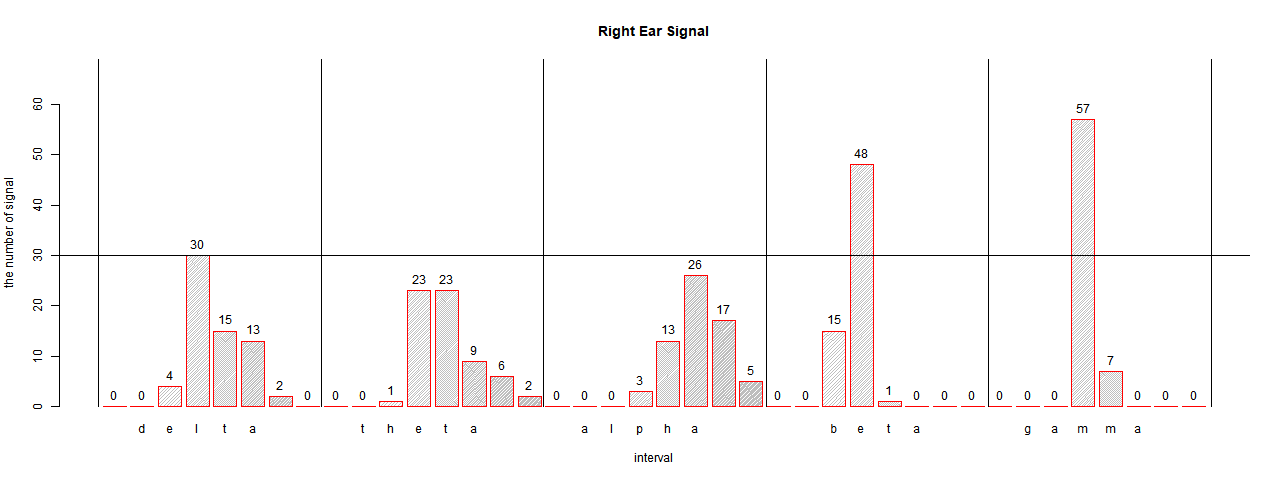 Right Ear Signal
the number of signal
60
50
40
30
20
10
0
0 0 4 30 15 13 2 0
0 0 1 23 23 9 6 2
0 0 0 3 13 26 17 5
0 0 15 48 1 0 0 0
0 0 0 57 7 0 0 0
d e l t a t h e t a a l p h a b e t a g a m m a
interval